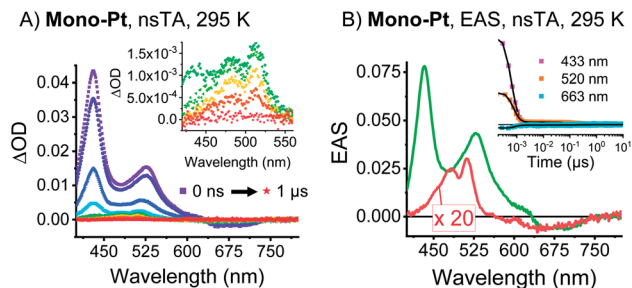 A) Mono-Pt, nsTA, 295 K
ΔOD
0.04
0.03
0.02
0.01
0.00
450 525 600 675 750
Wavelength (nm)
ΔOD
1.5x10⁻³
1.0x10⁻³
5.0x10⁻⁴
0.0
450 500 550
Wavelength (nm)
0 ns 1 µs
B) Mono-Pt, EAS, nsTA, 295 K
EAS
0.075
0.050
0.025
0.000
450 525 600 675 750
Wavelength (nm)
x 20
433 nm
520 nm
663 nm
10⁻³ 10⁻² 10⁻¹ 10⁰ 10¹
Time (µs)